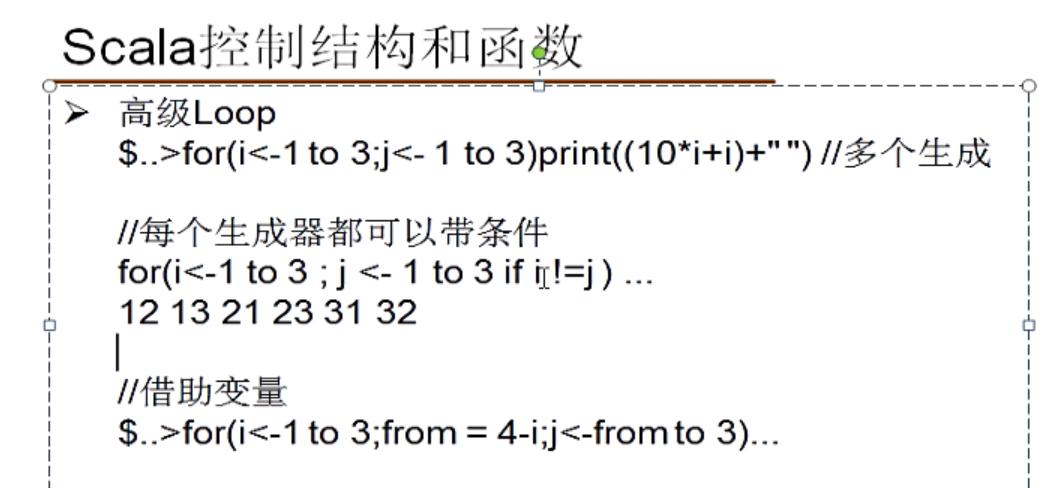 Scala控制结构和函数
➢ 高级Loop
$..>for(i<-1 to 3;j<- 1 to 3)print((10*i+i)+" ") //多个生成
//每个生成器都可以带条件
for(i<-1 to 3 ; j <- 1 to 3 if i !=j ) ...
12 13 21 23 31 32
//借助变量
$..>for(i<-1 to 3;from = 4-i;j<-from to 3)...